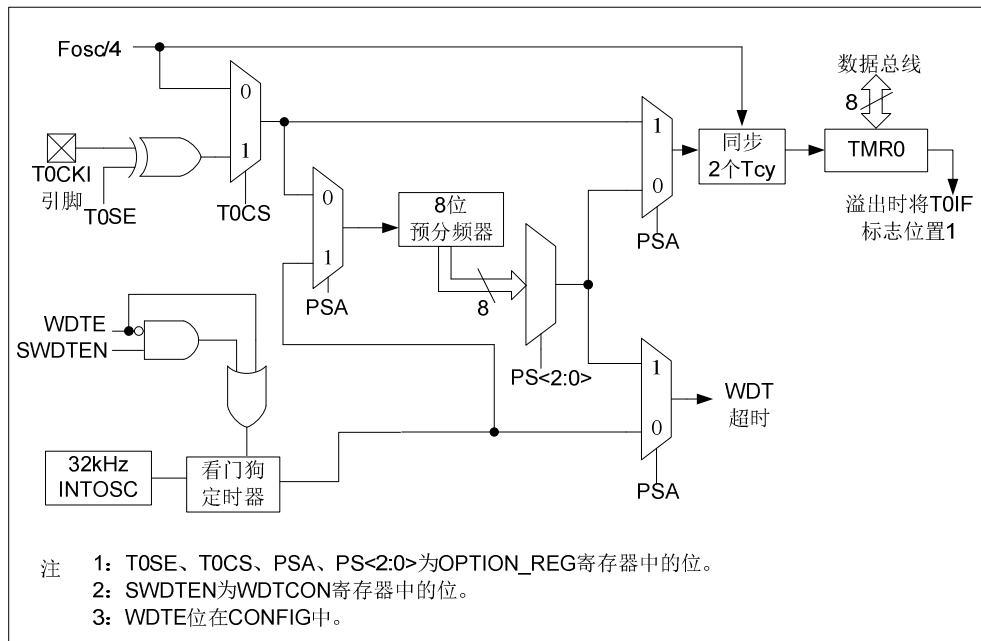 Fosc/4
数据总线
8
0
1
T0CKI
引脚
T0SE
T0CS
1
0
PSA
同步
2个Tcy
TMR0
溢出时将T0IF
标志位置1
0
1
PSA
8位
预分频器
8
PS<2:0>
WDTE
SWDTEN
1
0
PSA
WDT
超时
32kHz
INTOSC
看门狗
定时器
注 1：T0SE、T0CS、PSA、PS<2:0>为OPTION_REG寄存器中的位。
2：SWDTEN为WDTCON寄存器中的位。
3：WDTE位在CONFIG中。